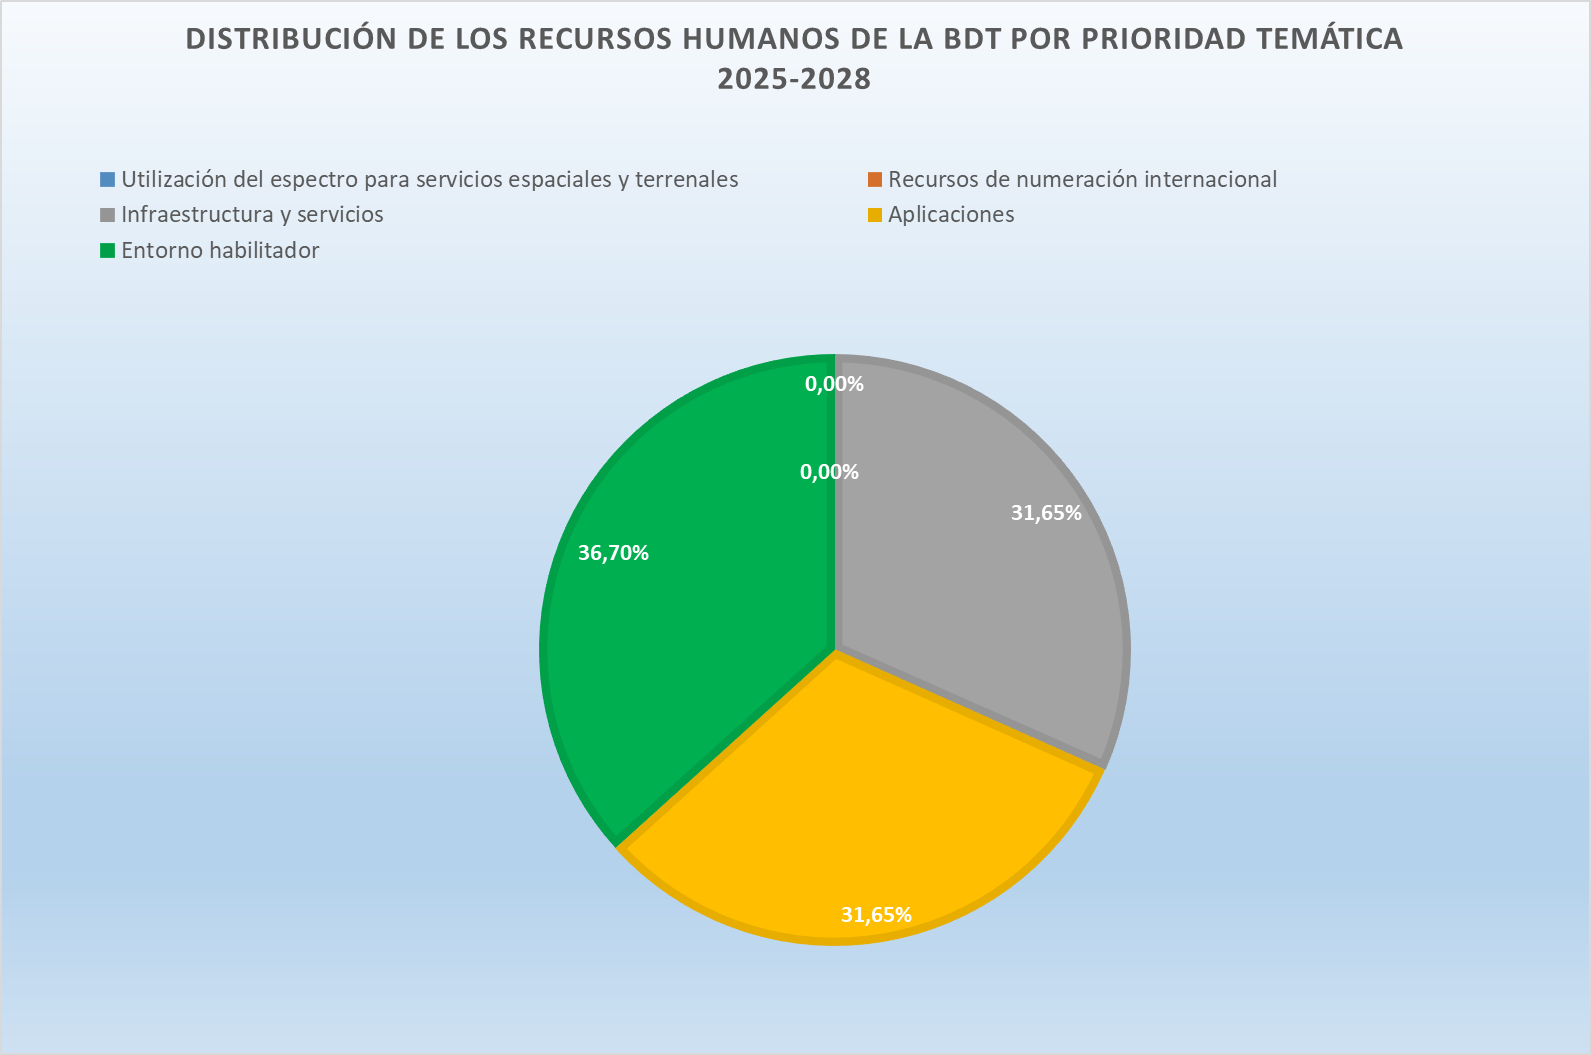 DISTRIBUCIÓN DE LOS RECURSOS HUMANOS DE LA BDT POR PRIORIDAD TEMÁTICA
2025-2028
Utilización del espectro para servicios espaciales y terrenales
Recursos de numeración internacional
Infraestructura y servicios
Aplicaciones
Entorno habilitador
0,00%
0,00%
31,65%
36,70%
31,65%